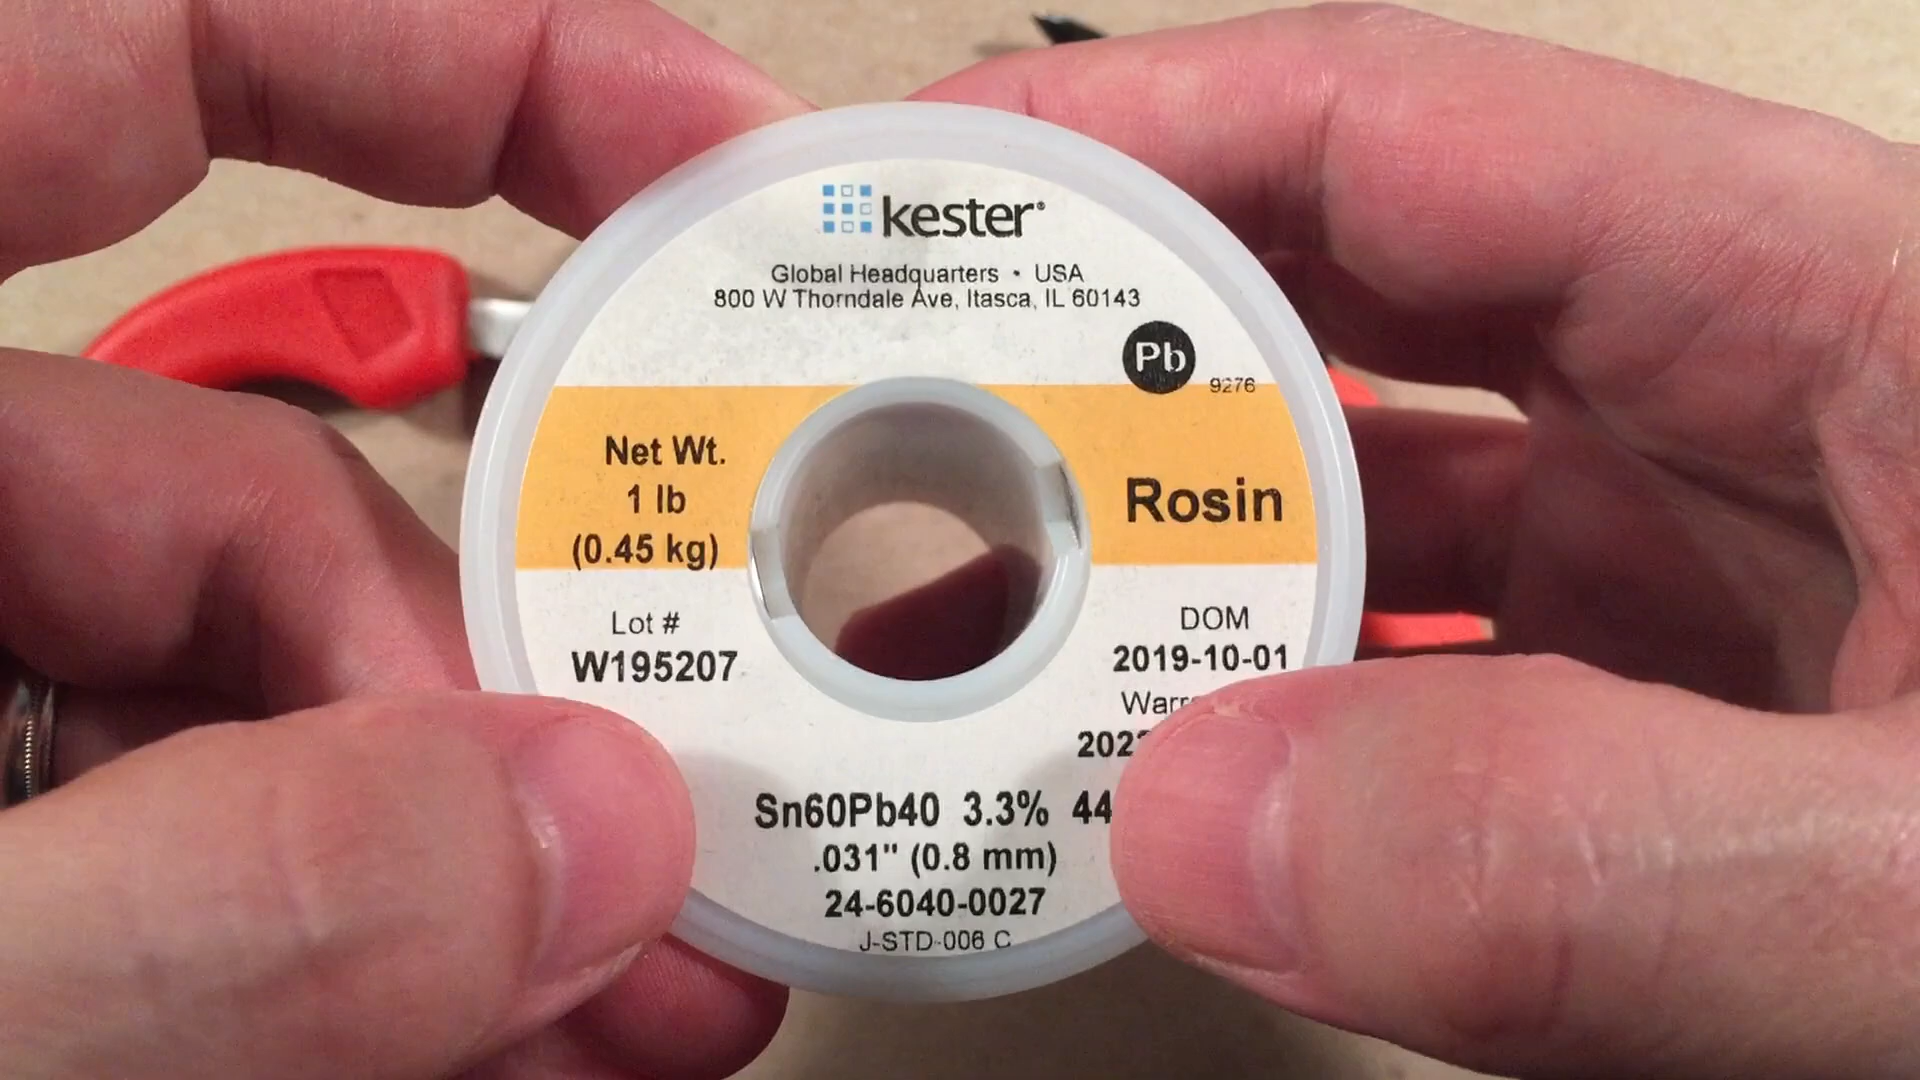 kester®
Global Headquarters • USA
800 W Thorndale Ave, Itasca, IL 60143
Pb
9276
Net Wt.
1 lb
(0.45 kg)
Rosin
Lot #
W195207
DOM
2019-10-01
Sn60Pb40 3.3% 44
.031" (0.8 mm)
24-6040-0027
J-STD-006 C